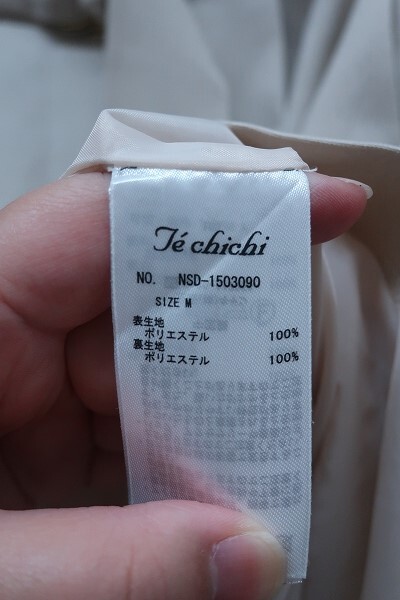 Té chichi
NO. NSD-1503090
SIZE M
表生地
ポリエステル 100%
裏生地
ポリエステル 100%